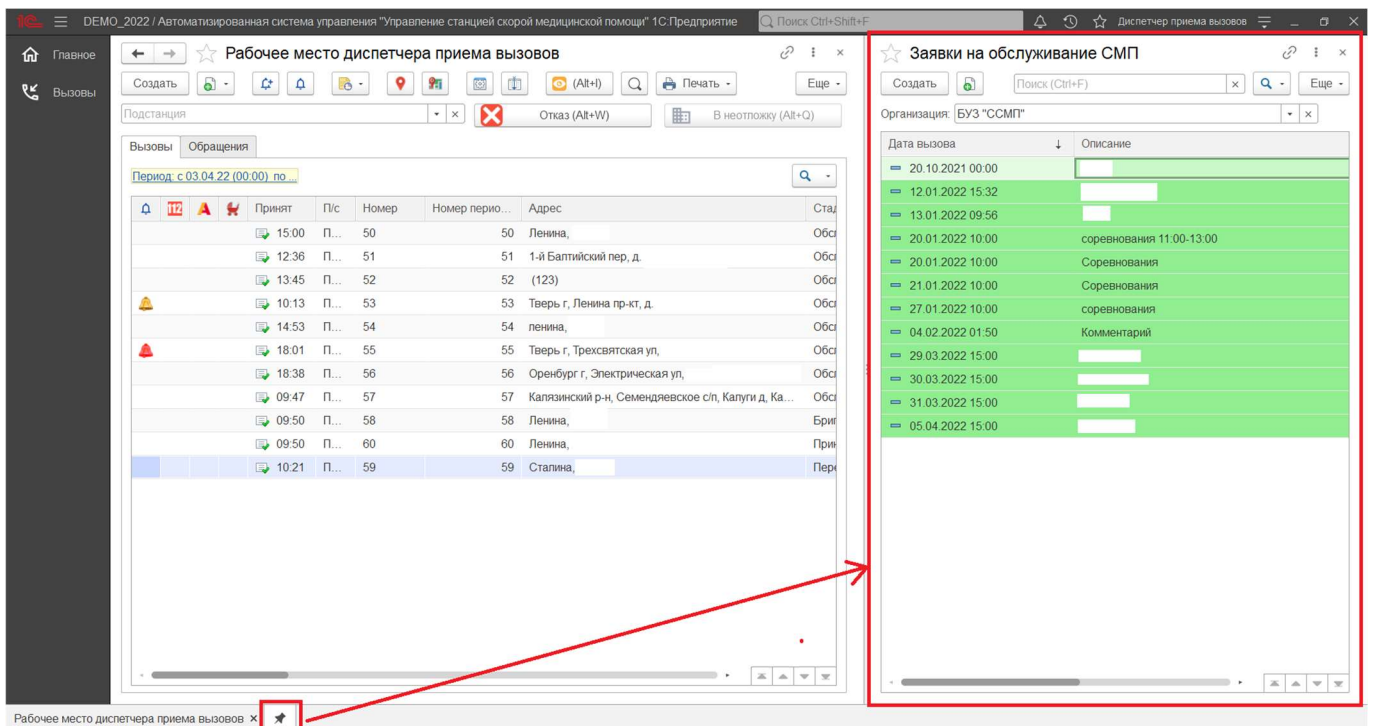 1С DEMO_2022 / Автоматизированная система управления "Управление станцией скорой медицинской помощи" 1С:Предприятие
Поиск Ctrl+Shift+F
Диспетчер приема вызовов
Главное
Вызовы
Рабочее место диспетчера приема вызовов
Создать (Alt+I) Печать Еще
Подстанция Отказ (Alt+W) В неотложку (Alt+Q)
Вызовы Обращения
Период: с 03.04.22 (00:00) по ...
112 А Принят П/с Номер Номер перио... Адрес Стад
15:00 П... 50 50 Ленина, Обсл
12:36 П... 51 51 1-й Балтийский пер, д. Обсл
13:45 П... 52 52 (123) Обсл
10:13 П... 53 53 Тверь г, Ленина пр-кт, д. Обсл
14:53 П... 54 54 ленина, Обсл
18:01 П... 55 55 Тверь г, Трехсвятская ул, Обсл
18:38 П... 56 56 Оренбург г, Электрическая ул, Обсл
09:47 П... 57 57 Калязинский р-н, Семендяевское с/п, Капуги д, Ка... Обсл
09:50 П... 58 58 Ленина, Бриг
09:50 П... 60 60 Ленина, Прин
10:21 П... 59 59 Сталина, Пере
Заявки на обслуживание СМП
Создать Поиск (Ctrl+F) Еще
Организация: БУЗ "ССМП"
Дата вызова ↓ Описание
20.10.2021 00:00
12.01.2022 15:32
13.01.2022 09:56
20.01.2022 10:00 соревнования 11:00-13:00
20.01.2022 10:00 Соревнования
21.01.2022 10:00 Соревнования
27.01.2022 10:00 соревнования
04.02.2022 01:50 Комментарий
29.03.2022 15:00
30.03.2022 15:00
31.03.2022 15:00
05.04.2022 15:00
Рабочее место диспетчера приема вызовов ×